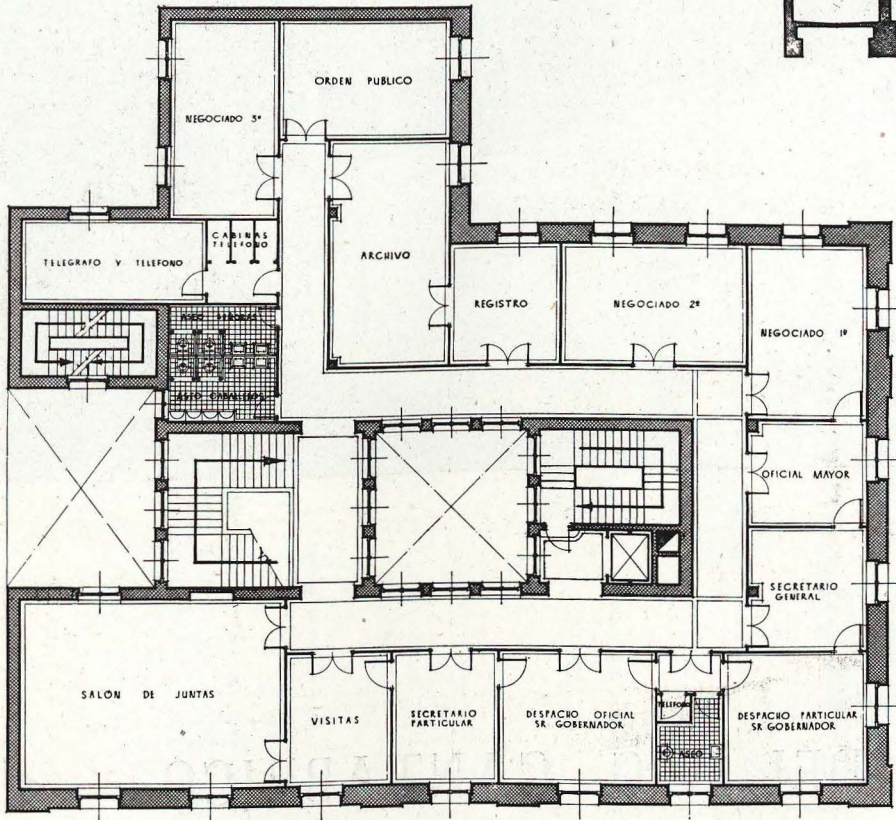 ORDEN PUBLICO
NEGOCIADO 3º
CABINAS
TELEFONO
TELEGRAFO Y TELEFONO
ARCHIVO
REGISTRO
NEGOCIADO 2º
NEGOCIADO 1º
ASEO SEÑORAS
ASEO CABALLEROS
OFICIAL MAYOR
SECRETARIO
GENERAL
SALÓN DE JUNTAS
VISITAS
SECRETARIO
PARTICULAR
DESPACHO OFICIAL
SR GOBERNADOR
TELEFONO
ASEO
DESPACHO PARTICULAR
SR GOBERNADOR